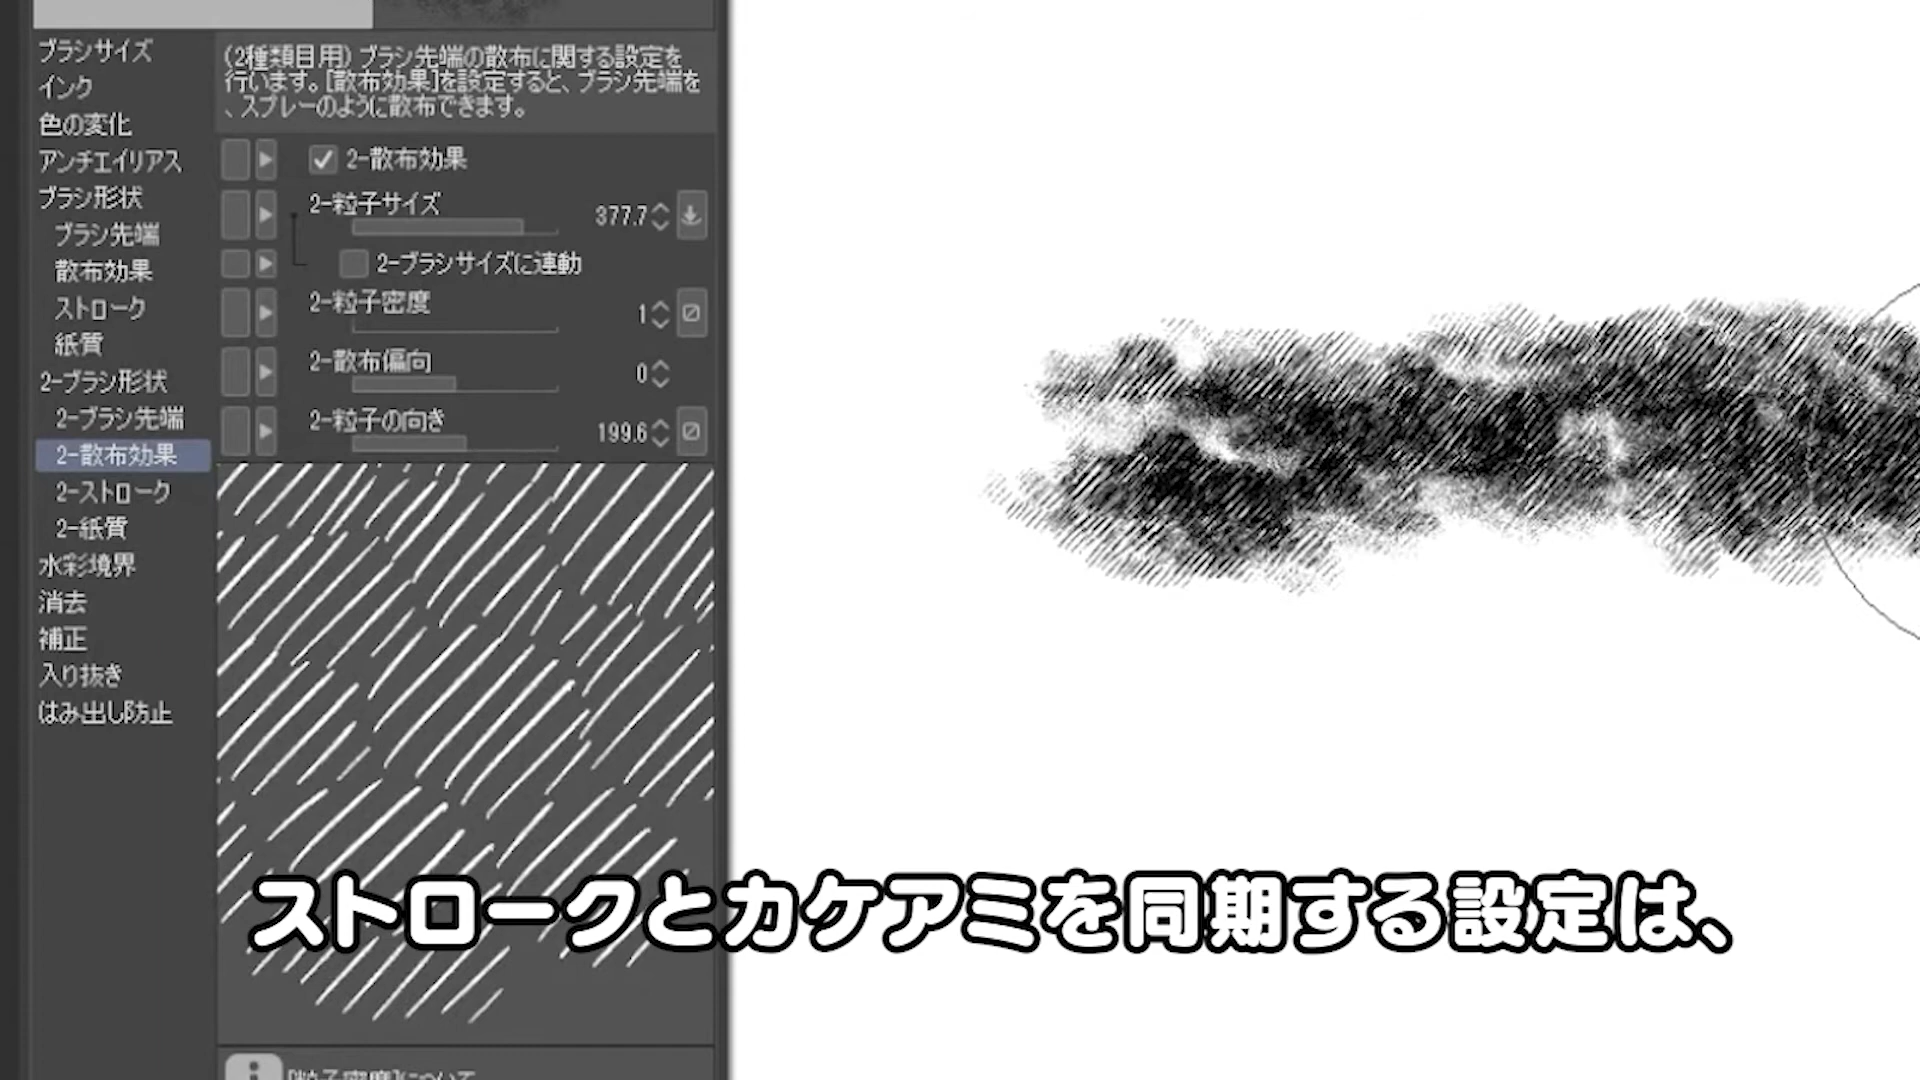 ブラシサイズ
インク
色の変化
アンチエイリアス
ブラシ形状
ブラシ先端
散布効果
ストローク
紙質
2-ブラシ形状
2-ブラシ先端
2-散布効果
2-ストローク
2-紙質
水彩境界
消去
補正
入り抜き
はみ出し防止
(2種類目用) ブラシ先端の散布に関する設定を
行います。[散布効果]を設定すると、ブラシ先端を
、スプレーのように散布できます。
2-散布効果
2-粒子サイズ 377.7
2-ブラシサイズに連動
2-粒子密度 1
2-散布偏向 0
2-粒子の向き 199.6
ストロークとカケアミを同期する設定は、
[粒子密度]について